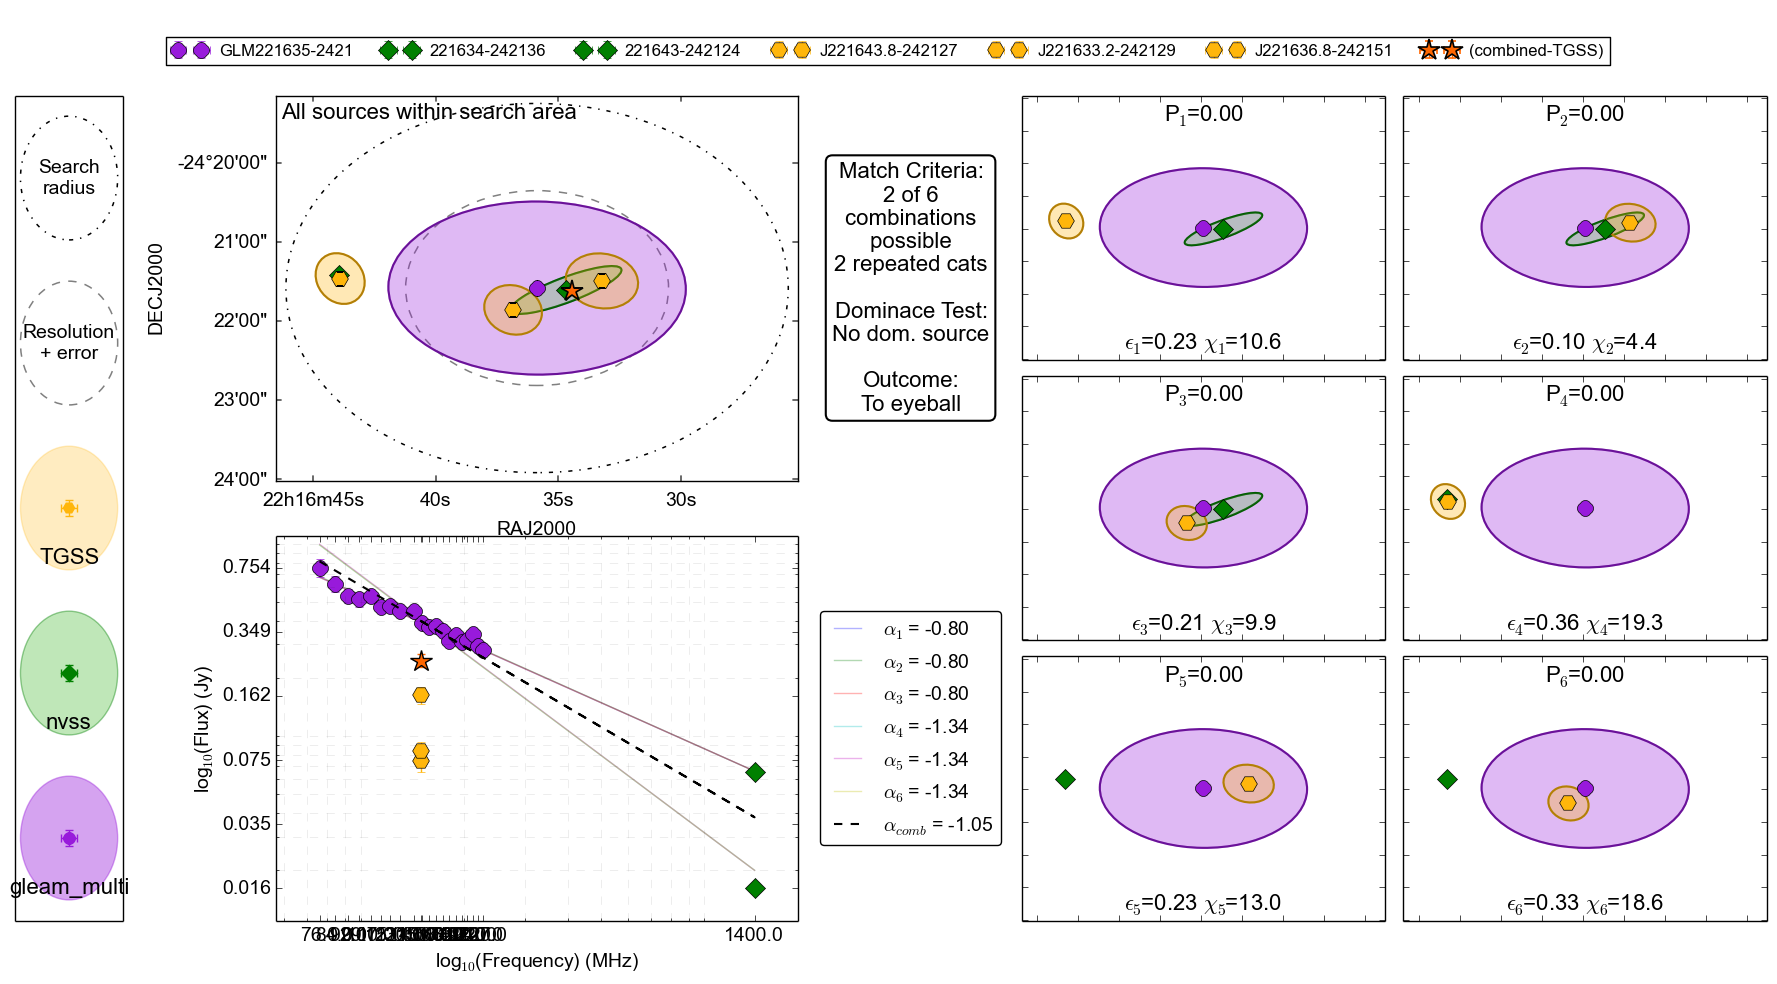 GLM221635-2421 221634-242136 221643-242124 J221643.8-242127 J221633.2-242129 J221636.8-242151 (combined-TGSS)
Search
radius
Resolution
+ error
TGSS
nvss
gleam_multi
All sources within search area
DECJ2000
-24°20'00"
21'00"
22'00"
23'00"
24'00"
22h16m45s 40s 35s 30s
RAJ2000
log10(Flux) (Jy)
0.754
0.349
0.162
0.075
0.035
0.016
1400.0
log10(Frequency) (MHz)
Match Criteria:
2 of 6
combinations
possible
2 repeated cats
Dominace Test:
No dom. source
Outcome:
To eyeball
α1 = -0.80
α2 = -0.80
α3 = -0.80
α4 = -1.34
α5 = -1.34
α6 = -1.34
αcomb = -1.05
P1=0.00
ϵ1=0.23 χ1=10.6
P2=0.00
ϵ2=0.10 χ2=4.4
P3=0.00
ϵ3=0.21 χ3=9.9
P4=0.00
ϵ4=0.36 χ4=19.3
P5=0.00
ϵ5=0.23 χ5=13.0
P6=0.00
ϵ6=0.33 χ6=18.6